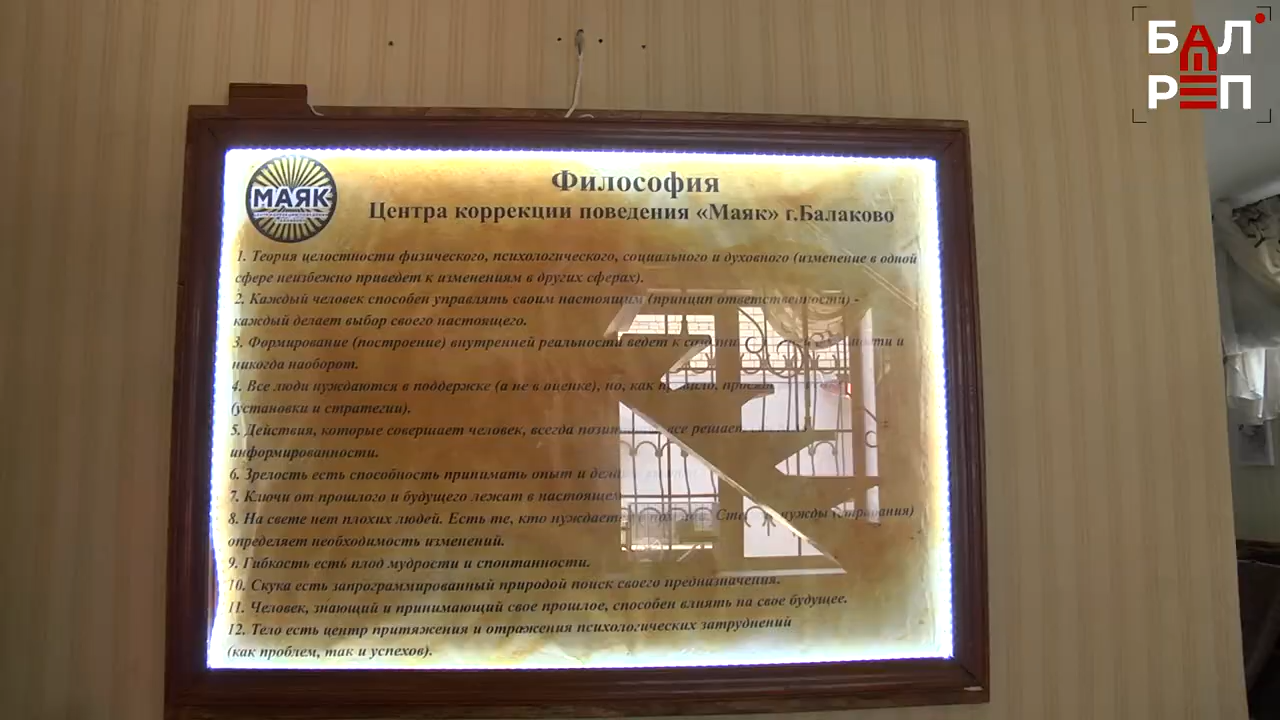 БАЛ
РЕП
МАЯК
Философия
Центра коррекции поведения «Маяк» г.Балаково
1. Теория целостности физического, психологического, социального и духовного (изменение в одной
сфере неизбежно приведет к изменениям в других сферах).
2. Каждый человек способен управлять своим настоящим (принцип ответственности) -
каждый делает выбор своего настоящего.
3. Формирование (построение) внутренней реальности ведет к и
никогда наоборот.
4. Все люди нуждаются в поддержке (а не в оценке), но, как правило,
(установки и стратегии).
5. Действия, которые совершает человек, всегда все решает
информированности.
6. Зрелость есть способность принимать опыт и
7. Ключи от прошлого и будущего лежат в настоящем
8. На свете нет плохих людей. Есть те, кто нуждается нужды (страдания)
определяет необходимость изменений.
9. Гибкость есть плод мудрости и спонтанности.
10. Скука есть запрограммированный природой поиск своего предназначения.
11. Человек, знающий и принимающий свое прошлое, способен влиять на свое будущее.
12. Тело есть центр притяжения и отражения психологических затруднений
(как проблем, так и успехов).